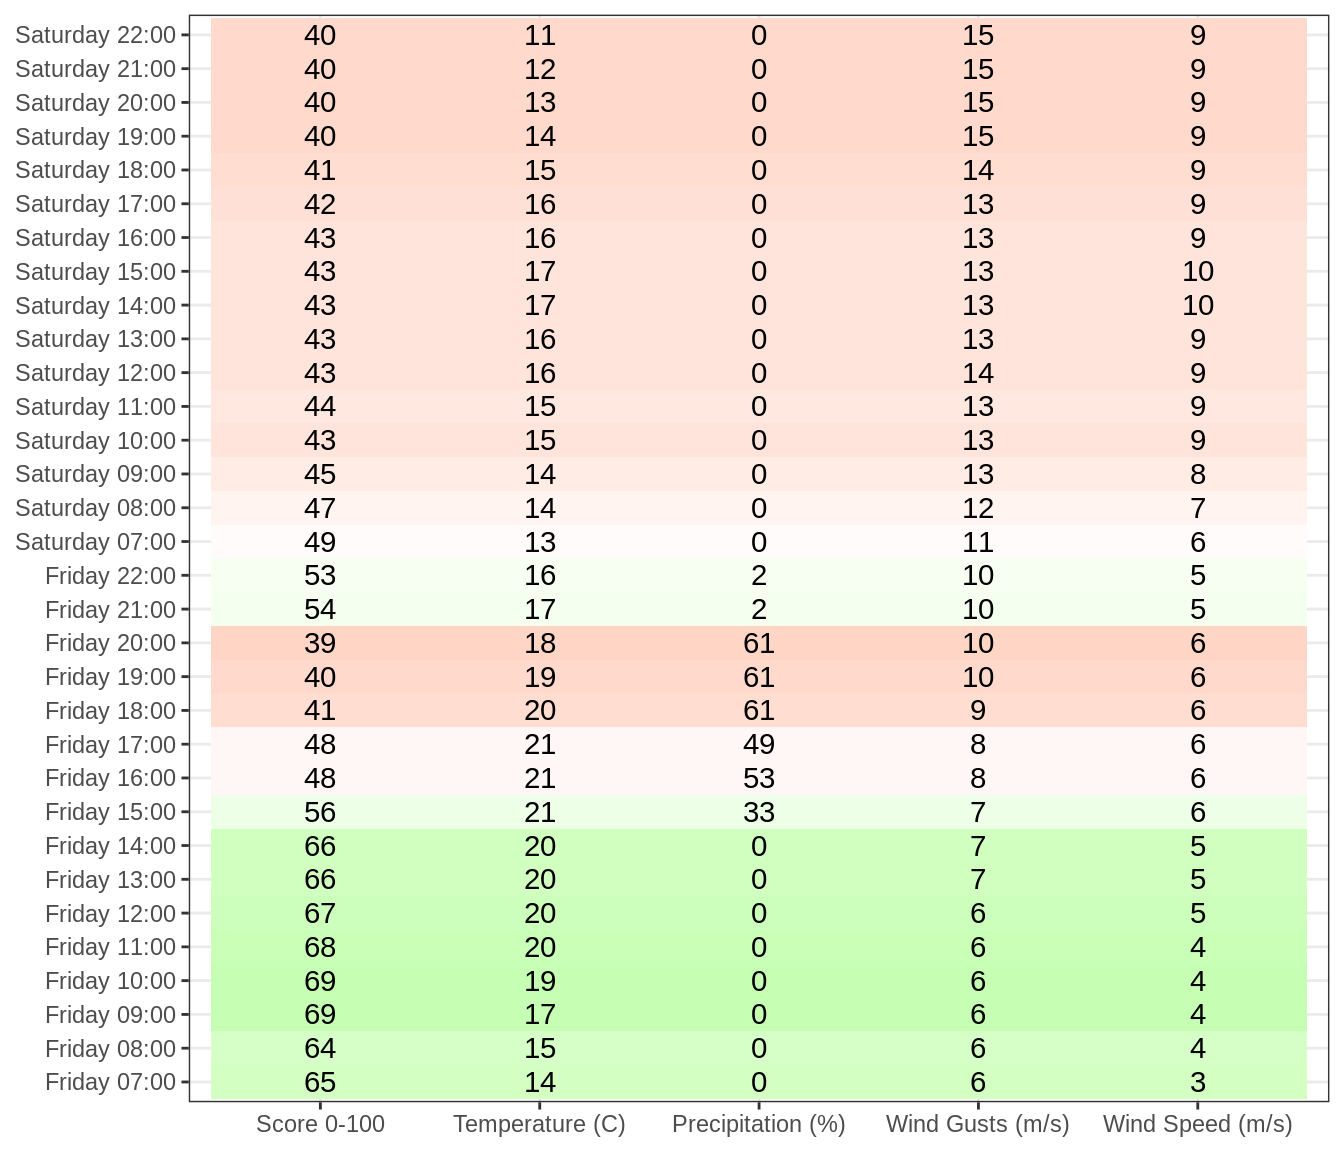 Saturday 22:00 40 11 0 15 9
Saturday 21:00 40 12 0 15 9
Saturday 20:00 40 13 0 15 9
Saturday 19:00 40 14 0 15 9
Saturday 18:00 41 15 0 14 9
Saturday 17:00 42 16 0 13 9
Saturday 16:00 43 16 0 13 9
Saturday 15:00 43 17 0 13 10
Saturday 14:00 43 17 0 13 10
Saturday 13:00 43 16 0 13 9
Saturday 12:00 43 16 0 14 9
Saturday 11:00 44 15 0 13 9
Saturday 10:00 43 15 0 13 9
Saturday 09:00 45 14 0 13 8
Saturday 08:00 47 14 0 12 7
Saturday 07:00 49 13 0 11 6
Friday 22:00 53 16 2 10 5
Friday 21:00 54 17 2 10 5
Friday 20:00 39 18 61 10 6
Friday 19:00 40 19 61 10 6
Friday 18:00 41 20 61 9 6
Friday 17:00 48 21 49 8 6
Friday 16:00 48 21 53 8 6
Friday 15:00 56 21 33 7 6
Friday 14:00 66 20 0 7 5
Friday 13:00 66 20 0 7 5
Friday 12:00 67 20 0 6 5
Friday 11:00 68 20 0 6 4
Friday 10:00 69 19 0 6 4
Friday 09:00 69 17 0 6 4
Friday 08:00 64 15 0 6 4
Friday 07:00 65 14 0 6 3
Score 0-100 Temperature (C) Precipitation (%) Wind Gusts (m/s) Wind Speed (m/s)